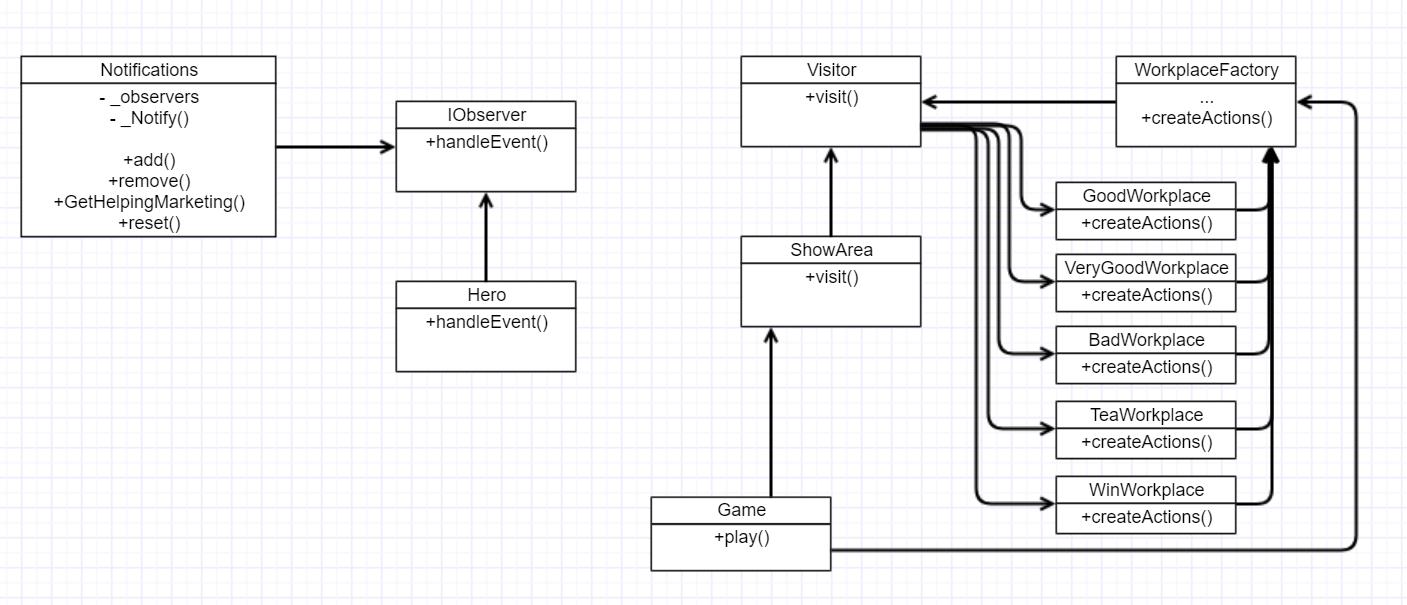 Notifications
- _observers
- _Notify()
+add()
+remove()
+GetHelpingMarketing()
+reset()
IObserver
+handleEvent()
Hero
+handleEvent()
Visitor
+visit()
ShowArea
+visit()
Game
+play()
WorkplaceFactory
...
+createActions()
GoodWorkplace
+createActions()
VeryGoodWorkplace
+createActions()
BadWorkplace
+createActions()
TeaWorkplace
+createActions()
WinWorkplace
+createActions()